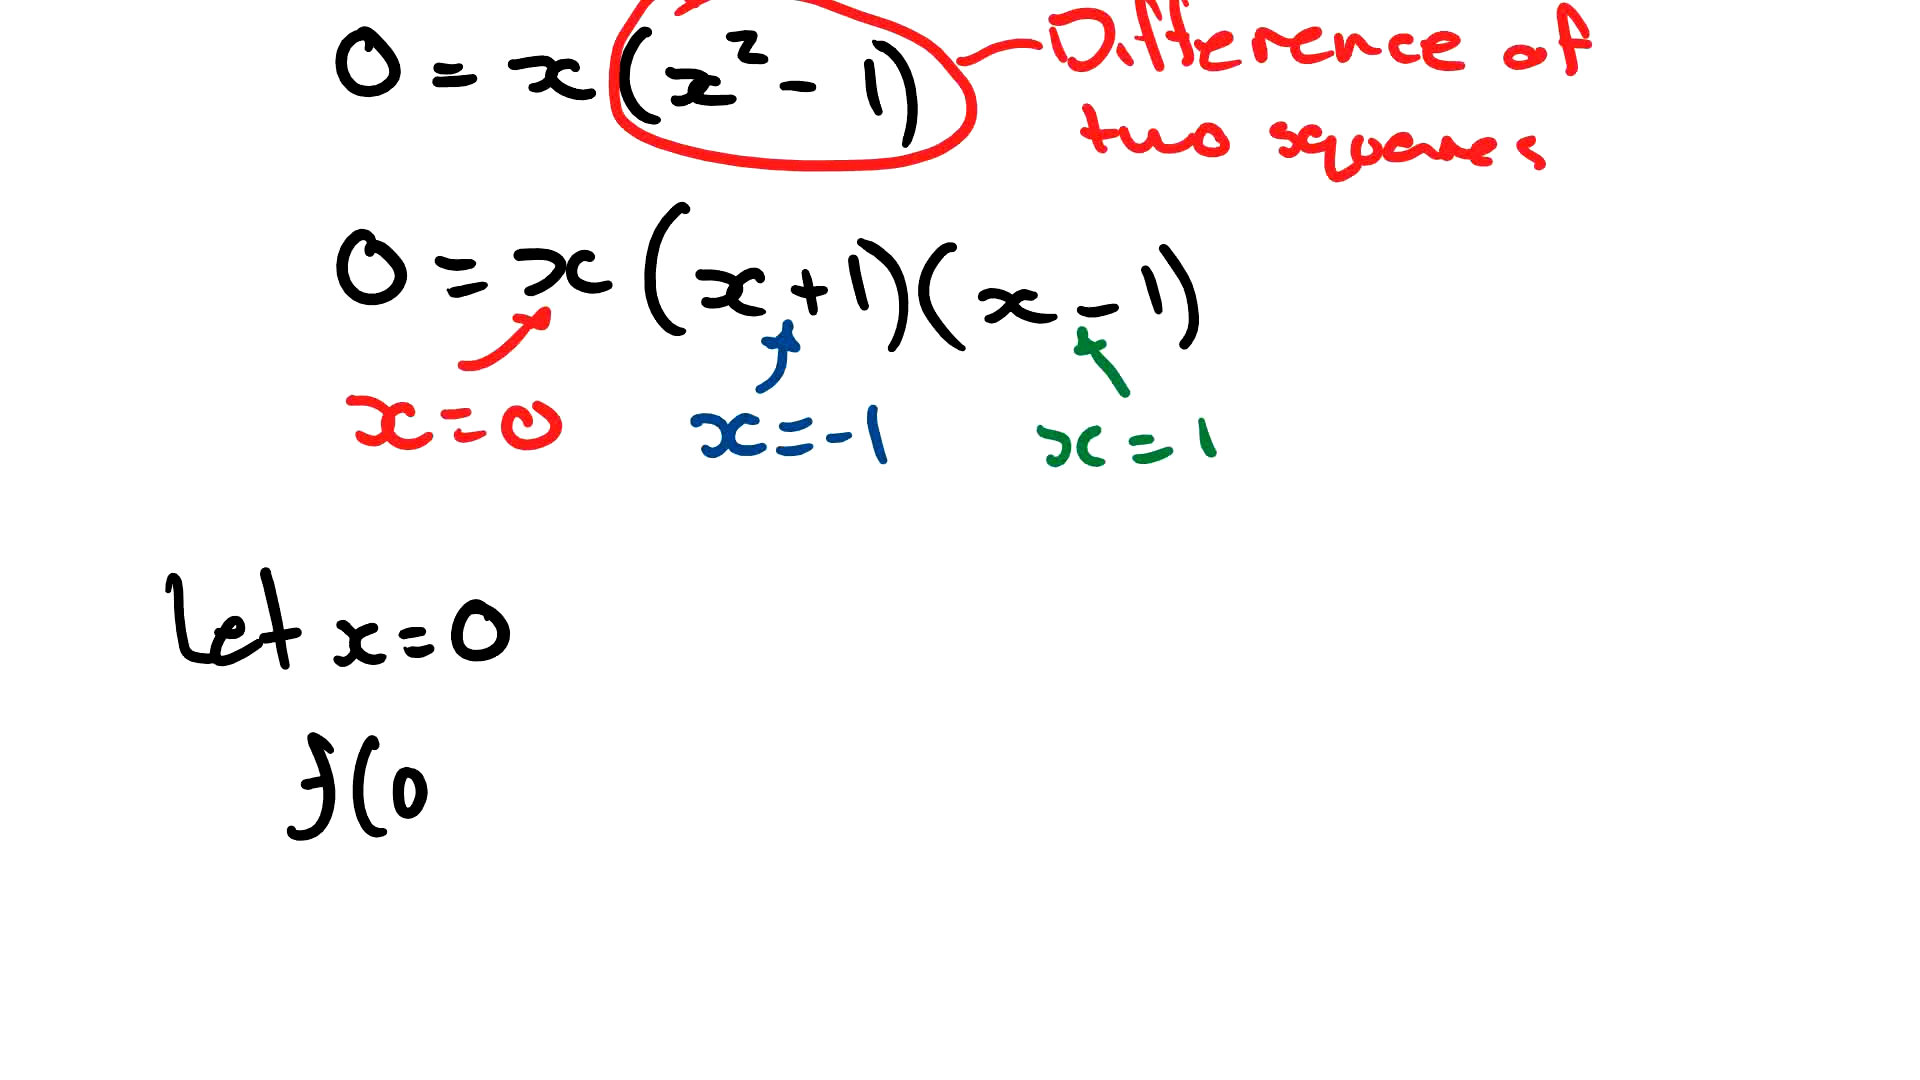 0 = x(x² - 1) Difference of
two squares
0 = x(x+1)(x-1)
x=0 x=-1 x=1
Let x=0
f(0